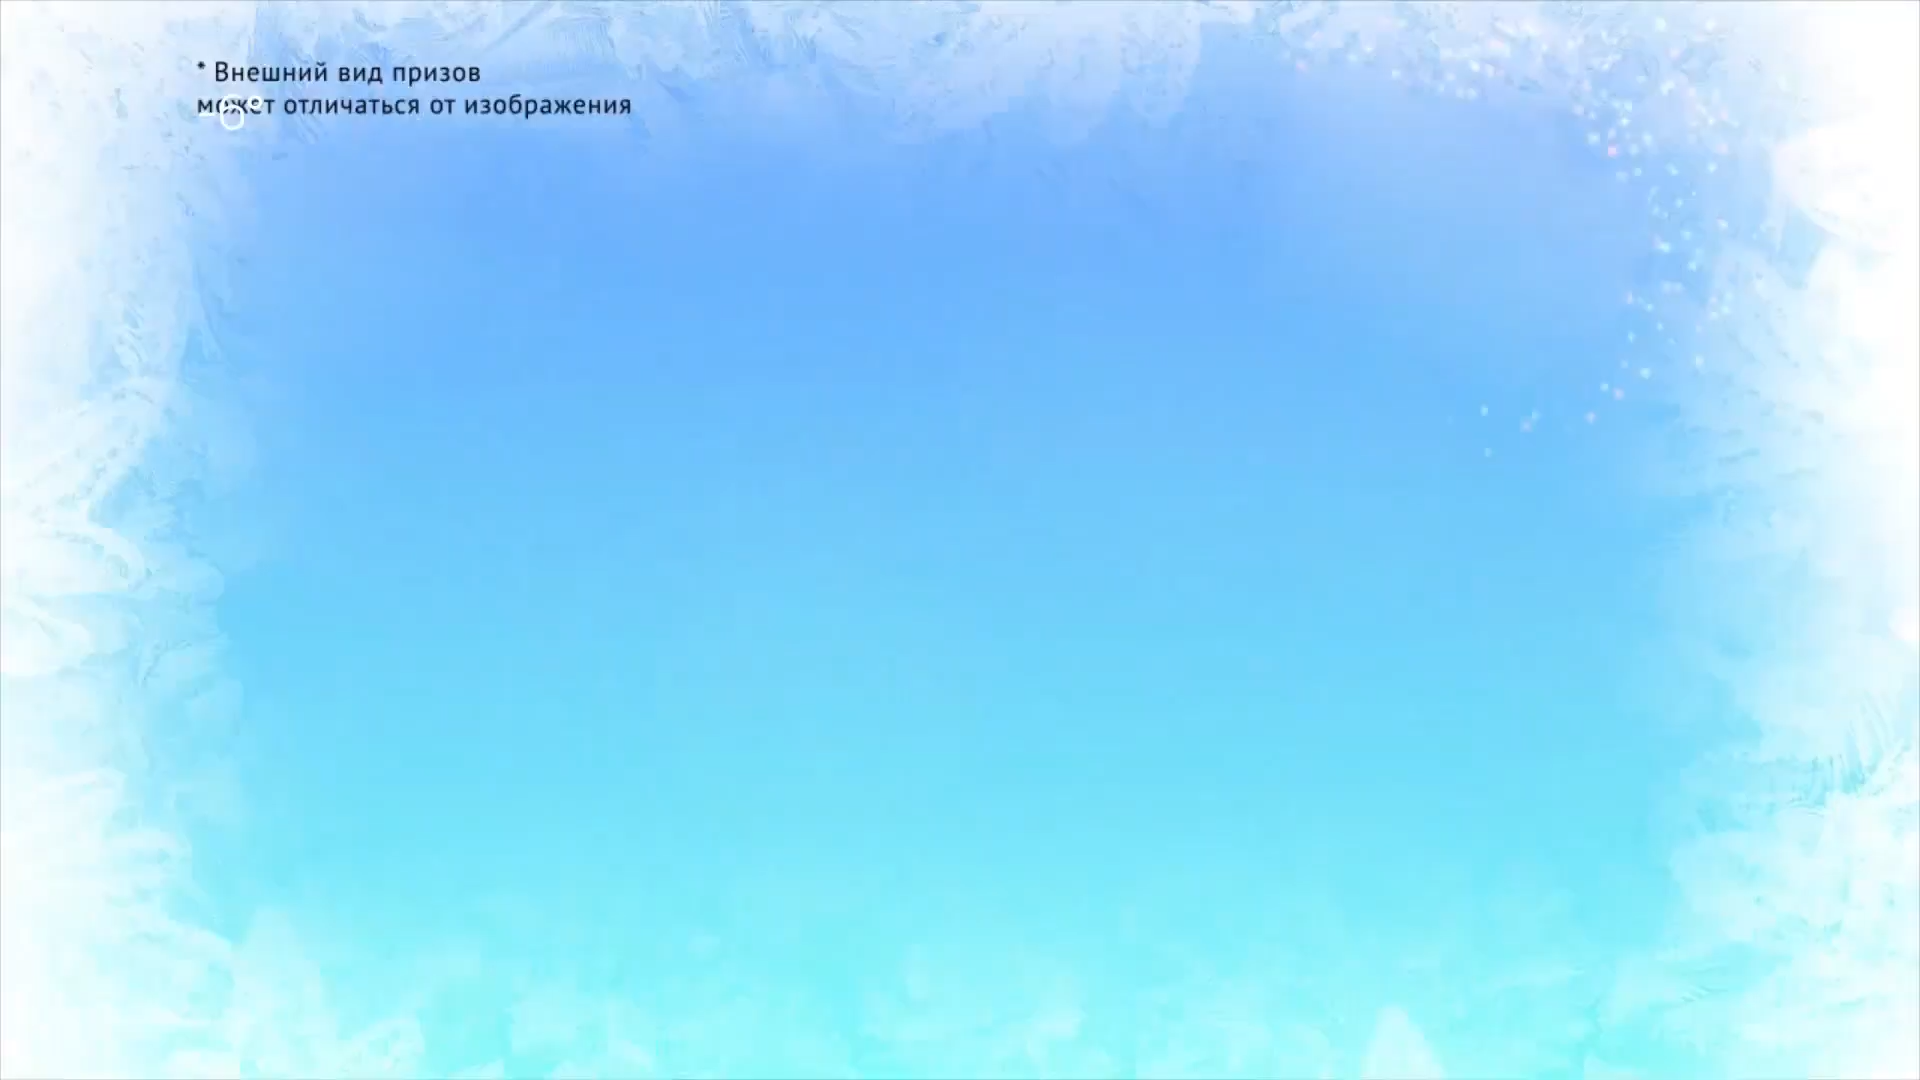 * Внешний вид призов
может отличаться от изображения